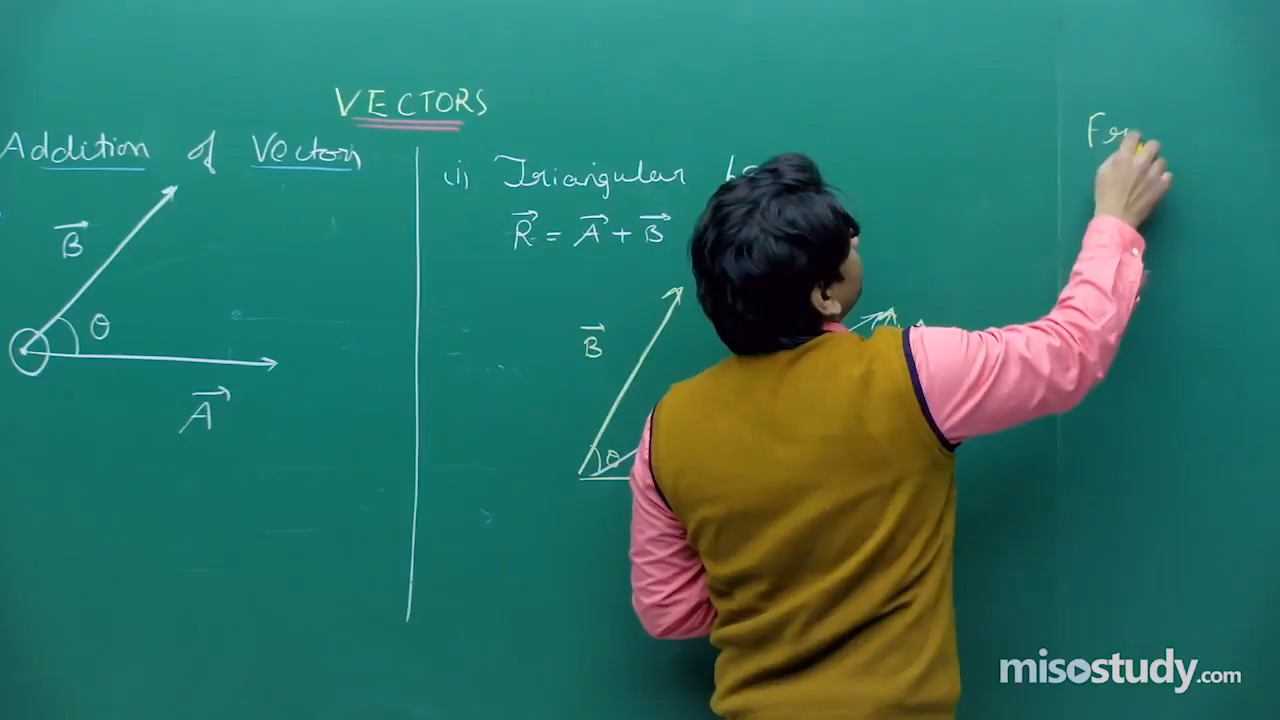 VECTORS
Addition of Vectors
B
θ
A
(i) Triangular
R = A + B
B
θ
misostudy.com